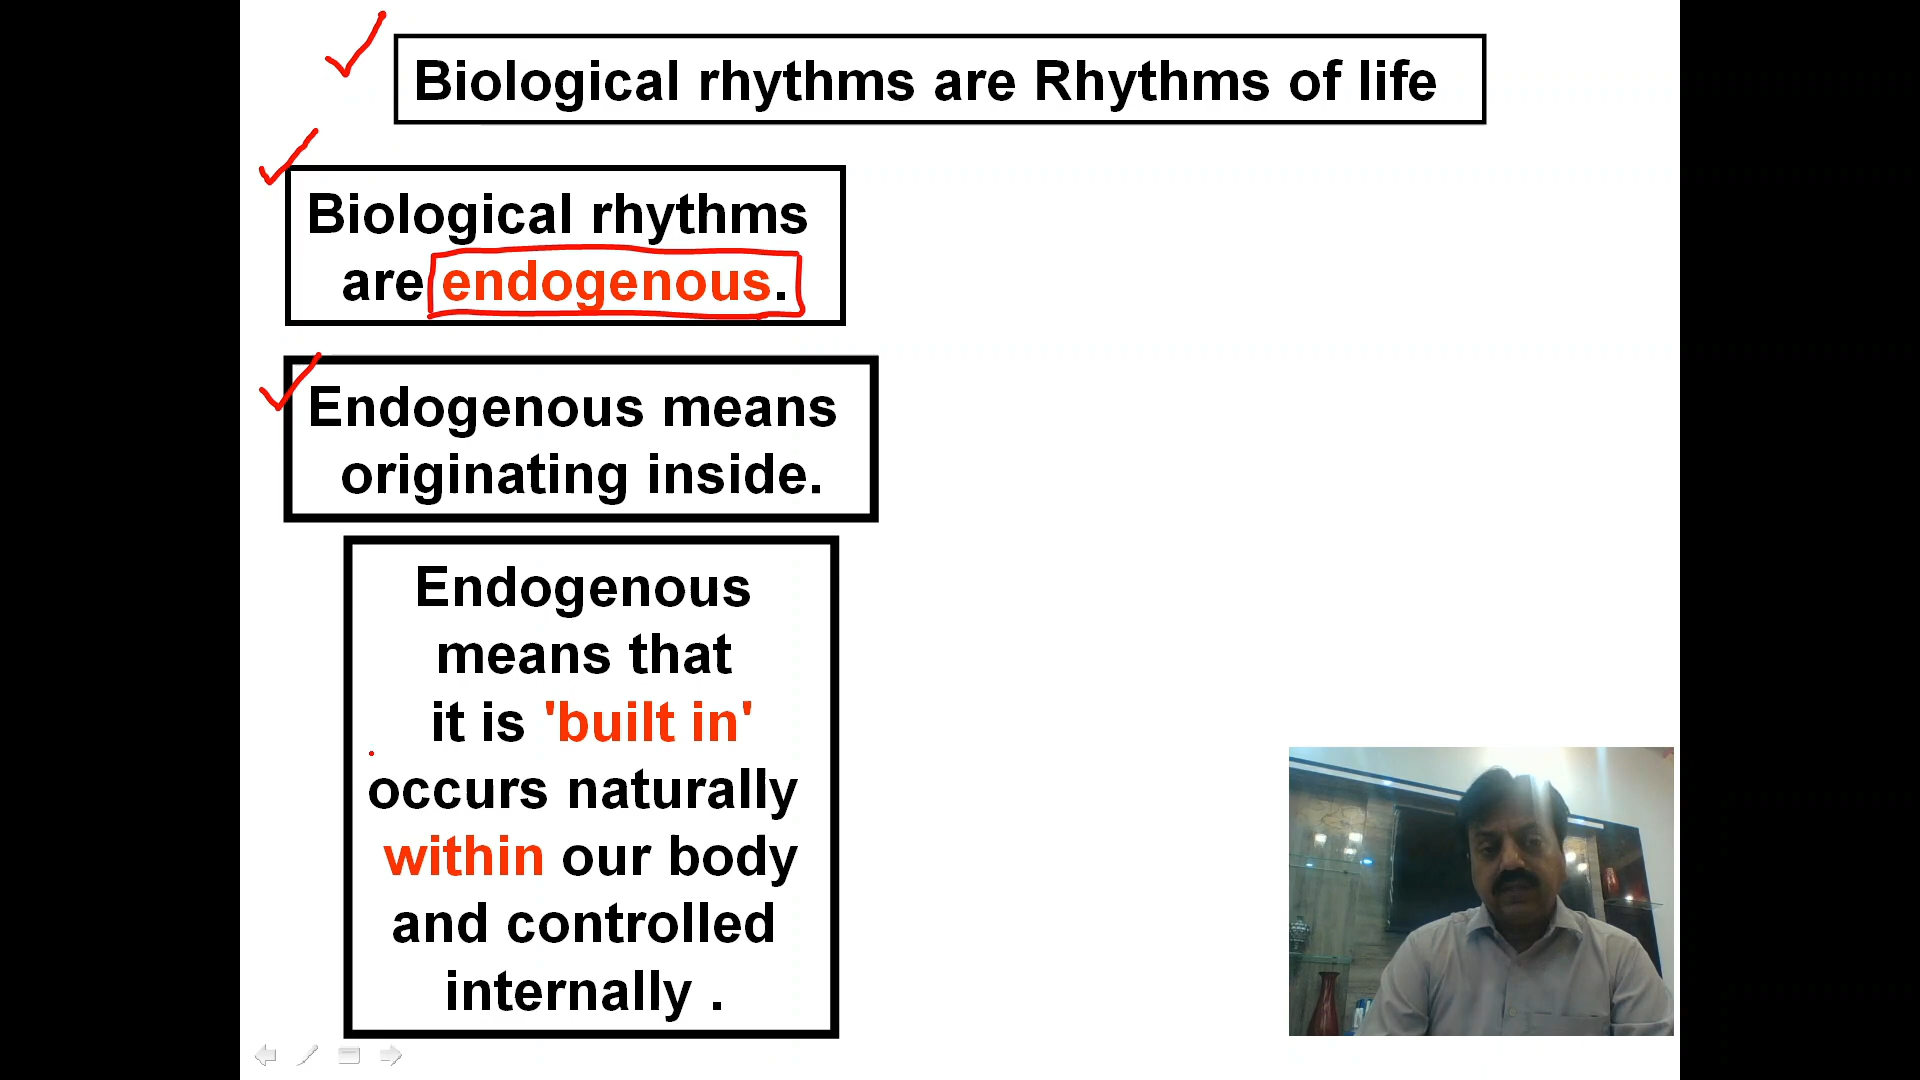 Biological rhythms are Rhythms of life
Biological rhythms
are endogenous.
Endogenous means
originating inside.
Endogenous
means that
it is 'built in'
occurs naturally
within our body
and controlled
internally .